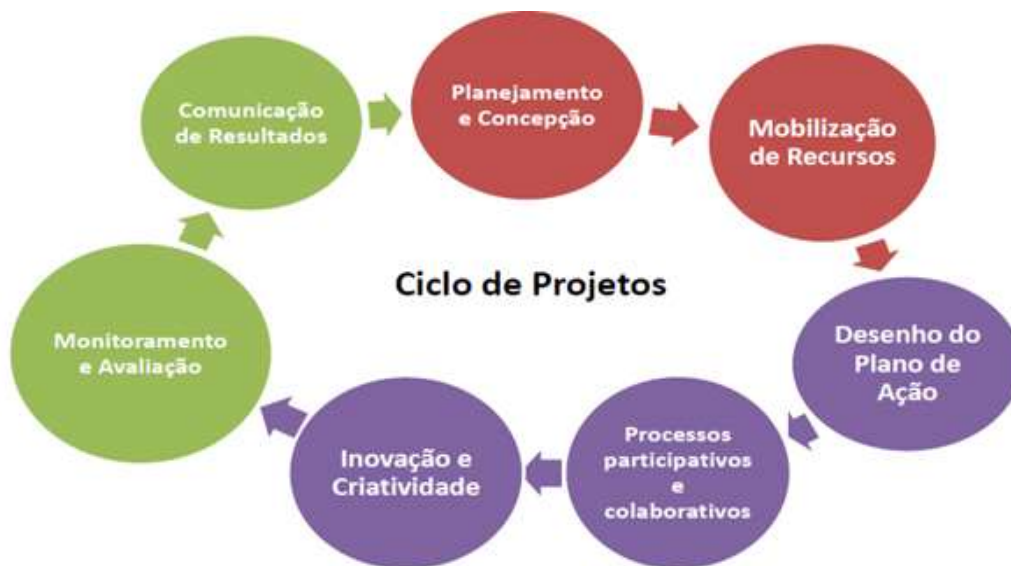 Comunicação
de Resultados
Planejamento
e Concepção
Mobilização
de Recursos
Ciclo de Projetos
Monitoramento
e Avaliação
Desenho do
Plano de
Ação
Inovação e
Criatividade
Processos
participativos
e
colaborativos